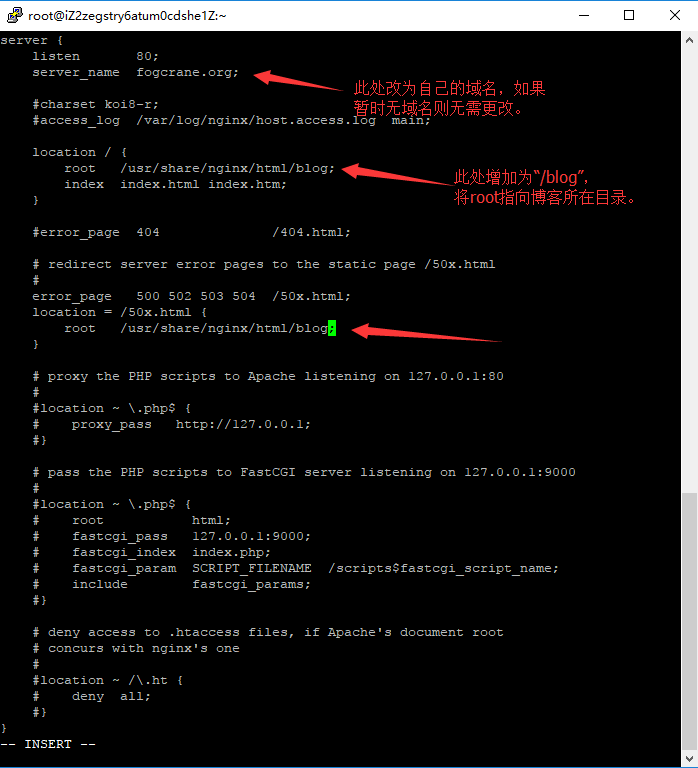 root@iZ2zegstry6atum0cdshe1Z:~
server {
    listen       80;
    server_name  fogcrane.org;
此处改为自己的域名，如果
暂时无域名则无需更改。
    #charset koi8-r;
    #access_log  /var/log/nginx/host.access.log  main;
    location / {
        root   /usr/share/nginx/html/blog;
        index  index.html index.htm;
    }
此处增加为“/blog”，
将root指向博客所在目录。
    #error_page  404              /404.html;
    # redirect server error pages to the static page /50x.html
    #
    error_page   500 502 503 504  /50x.html;
    location = /50x.html {
        root   /usr/share/nginx/html/blog;
    }
    # proxy the PHP scripts to Apache listening on 127.0.0.1:80
    #
    #location ~ \.php$ {
    #    proxy_pass   http://127.0.0.1;
    #}
    # pass the PHP scripts to FastCGI server listening on 127.0.0.1:9000
    #
    #location ~ \.php$ {
    #    root           html;
    #    fastcgi_pass   127.0.0.1:9000;
    #    fastcgi_index  index.php;
    #    fastcgi_param  SCRIPT_FILENAME  /scripts$fastcgi_script_name;
    #    include        fastcgi_params;
    #}
    # deny access to .htaccess files, if Apache's document root
    # concurs with nginx's one
    #
    #location ~ /\.ht {
    #    deny  all;
    #}
}
-- INSERT --